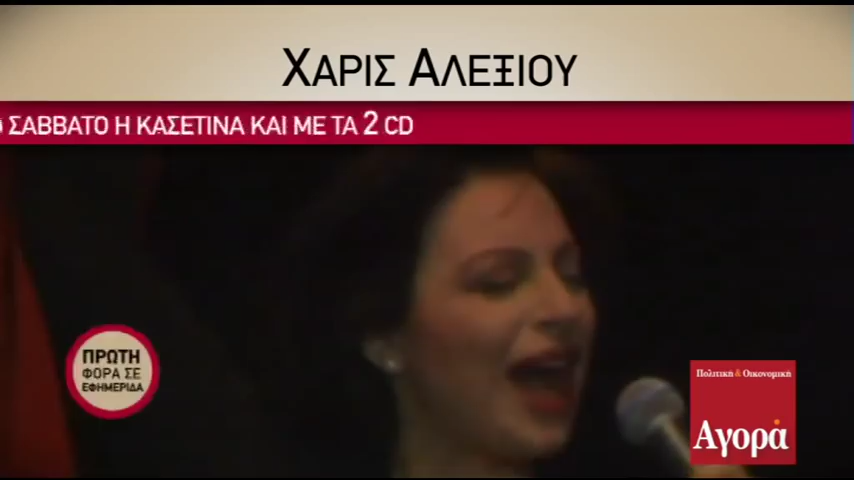 ΧΑΡΙΣ ΑΛΕΞΙΟΥ
ΣΑΒΒΑΤΟ Η ΚΑΣΕΤΙΝΑ ΚΑΙ ΜΕ ΤΑ 2 CD
ΠΡΩΤΗ
ΦΟΡΑ ΣΕ
ΕΦΗΜΕΡΙΔΑ
Πολιτική & Οικονομική
Αγορά